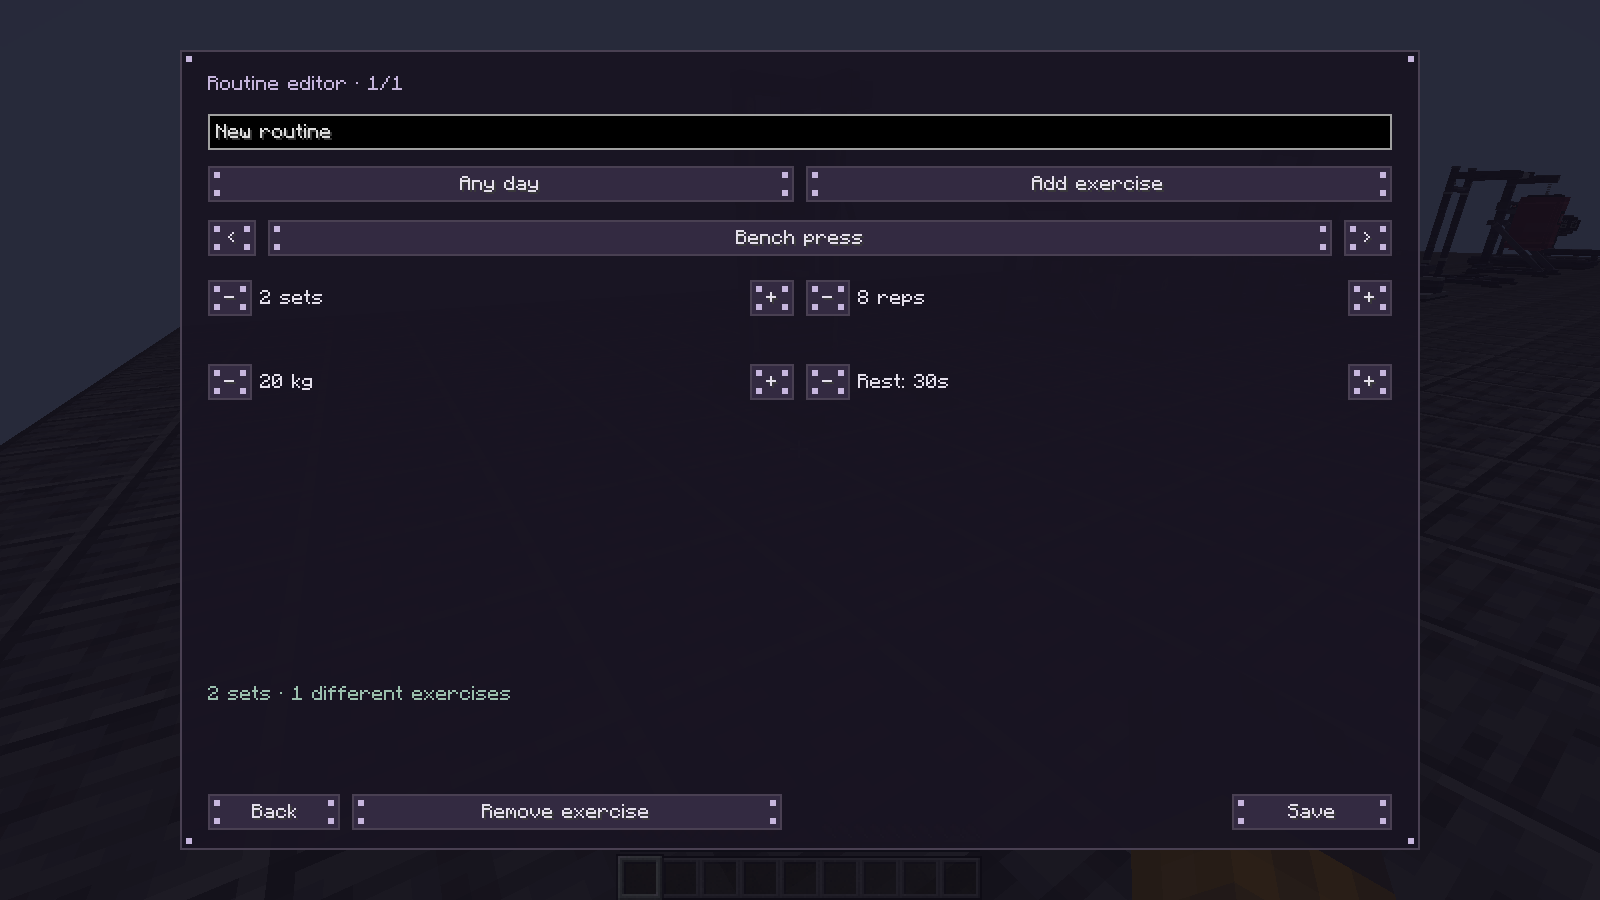 Routine editor · 1/1
New routine
Any day
Add exercise
< Bench press >
- 2 sets + - 8 reps +
- 20 kg + - Rest: 30s +
2 sets · 1 different exercises
Back
Remove exercise
Save